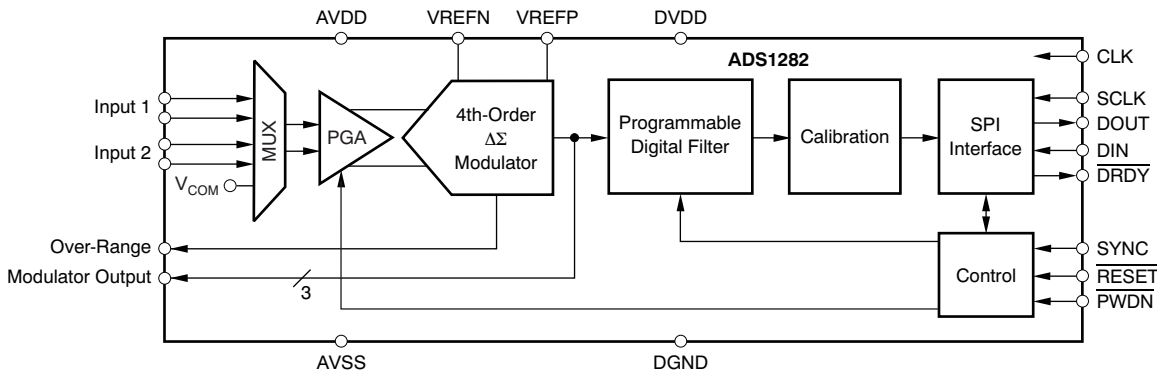 AVDD
VREFN
VREFP
DVDD
ADS1282
CLK
Input 1
Input 2
MUX
PGA
4th-Order
ΔΣ
Modulator
Programmable
Digital Filter
Calibration
SPI
Interface
SCLK
DOUT
DIN
DRDY
VCOM
Over-Range
Modulator Output
3
Control
SYNC
RESET
PWDN
AVSS
DGND